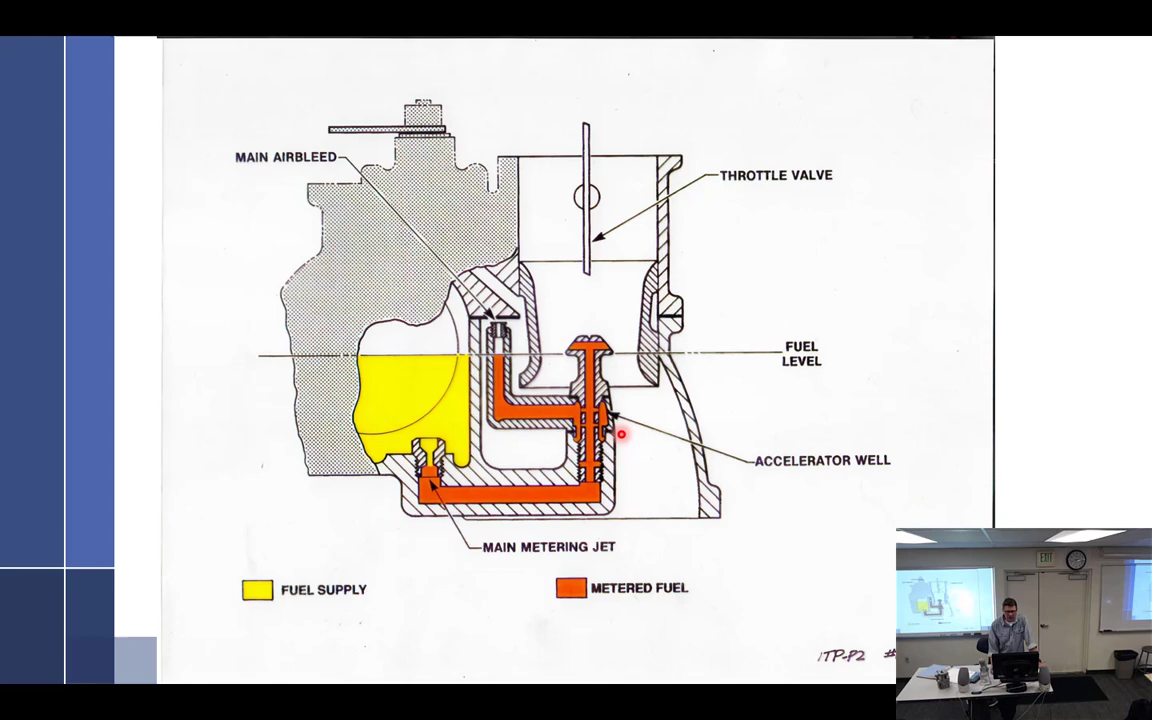 MAIN AIRBLEED
THROTTLE VALVE
FUEL
LEVEL
ACCELERATOR WELL
MAIN METERING JET
FUEL SUPPLY
METERED FUEL
ITP-P2 #
EXIT